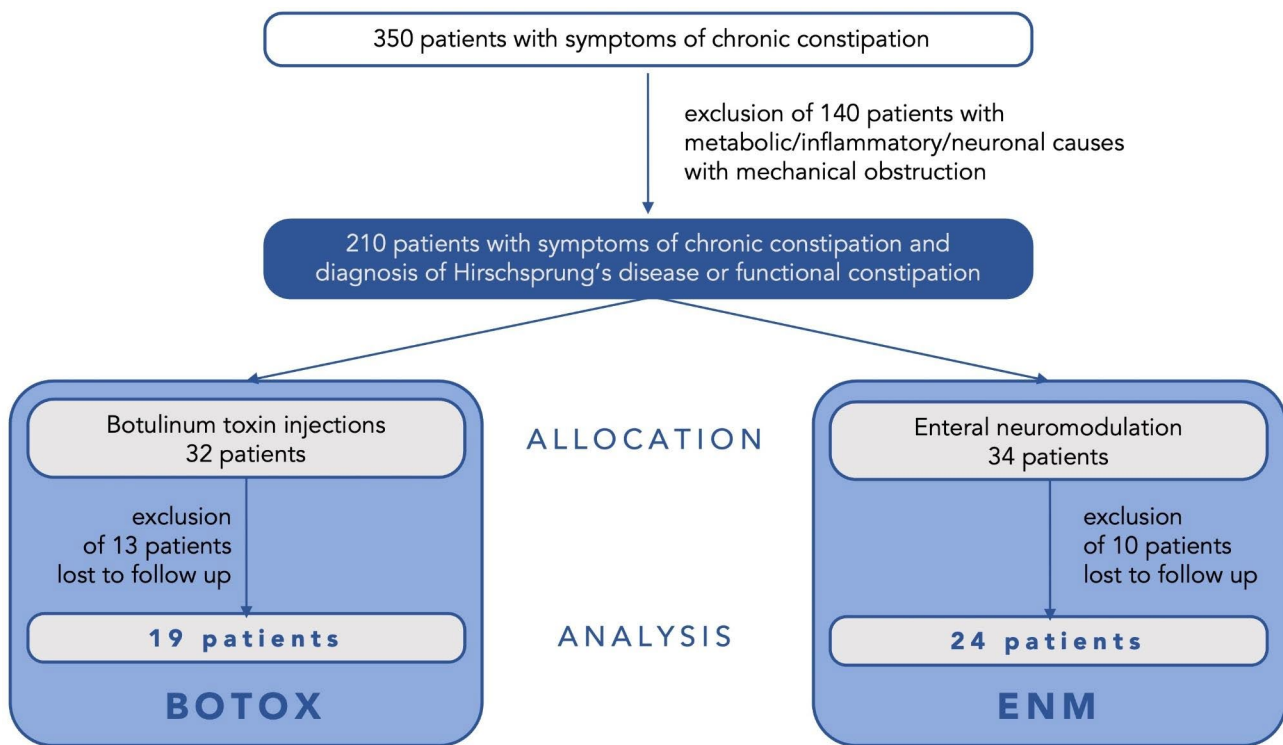 350 patients with symptoms of chronic constipation
exclusion of 140 patients with
metabolic/inflammatory/neuronal causes
with mechanical obstruction
210 patients with symptoms of chronic constipation and
diagnosis of Hirschsprung's disease or functional constipation
Botulinum toxin injections
32 patients
ALLOCATION
Enteral neuromodulation
34 patients
exclusion
of 13 patients
lost to follow up
exclusion
of 10 patients
lost to follow up
19 patients
ANALYSIS
24 patients
BOTOX
ENM